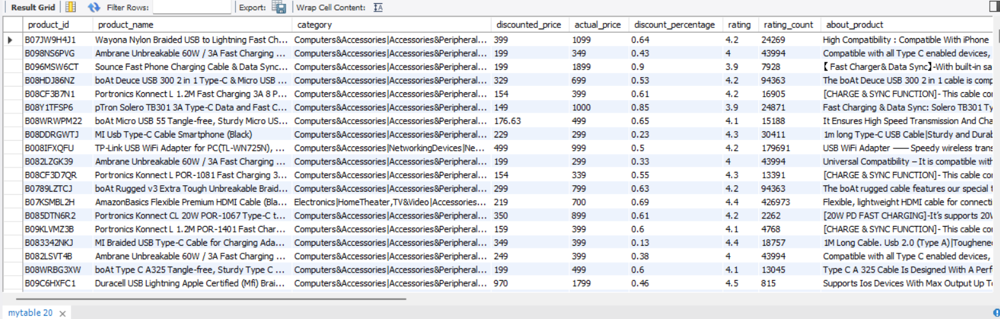 Result Grid Filter Rows: Export: Wrap Cell Content:
product_id product_name category discounted_price actual_price discount_percentage rating rating_count about_product
B07JW9H4J1 Wayona Nylon Braided USB to Lightning Fast Ch... Computers&Accessories|Accessories&Peripheral... 399 1099 0.64 4.2 24269 High Compatibility : Compatible With iPhone
B098NS6PVG Ambrane Unbreakable 60W / 3A Fast Charging ... Computers&Accessories|Accessories&Peripheral... 199 349 0.43 4 43994 Compatible with all Type C enabled devices,
B096MSW6CT Sounce Fast Phone Charging Cable & Data Sync... Computers&Accessories|Accessories&Peripheral... 199 1899 0.9 3.9 7928 【 Fast Charger& Data Sync】-With built-in sa
B08HDJ86NZ boAt Deuce USB 300 2 in 1 Type-C & Micro USB ... Computers&Accessories|Accessories&Peripheral... 329 699 0.53 4.2 94363 The boAt Deuce USB 300 2 in 1 cable is comp
B08CF3B7N1 Portronics Konnect L 1.2M Fast Charging 3A 8 P... Computers&Accessories|Accessories&Peripheral... 154 399 0.61 4.2 16905 [CHARGE & SYNC FUNCTION]- This cable co
B08Y1TFSP6 pTron Solero TB301 3A Type-C Data and Fast C... Computers&Accessories|Accessories&Peripheral... 149 1000 0.85 3.9 24871 Fast Charging & Data Sync: Solero TB301 Ty
B08WRWPM22 boAt Micro USB 55 Tangle-free, Sturdy Micro US... Computers&Accessories|Accessories&Peripheral... 176.63 499 0.65 4.1 15188 It Ensures High Speed Transmission And Cha
B08DDRGWTJ MI Usb Type-C Cable Smartphone (Black) Computers&Accessories|Accessories&Peripheral... 229 299 0.23 4.3 30411 1m long Type-C USB Cable|Sturdy and Durab
B008IFXQFU TP-Link USB WiFi Adapter for PC(TL-WN725N), ... Computers&Accessories|NetworkingDevices|Ne... 499 999 0.5 4.2 179691 USB WiFi Adapter —— Speedy wireless trans
B082LZGK39 Ambrane Unbreakable 60W / 3A Fast Charging ... Computers&Accessories|Accessories&Peripheral... 199 299 0.33 4 43994 Universal Compatibility – It is compatible with
B08CF3D7QR Portronics Konnect L POR-1081 Fast Charging 3... Computers&Accessories|Accessories&Peripheral... 154 339 0.55 4.3 13391 [CHARGE & SYNC FUNCTION]- This cable co
B0789LZTCJ boAt Rugged v3 Extra Tough Unbreakable Braid... Computers&Accessories|Accessories&Peripheral... 299 799 0.63 4.2 94363 The boAt rugged cable features our special
B07KSMBL2H AmazonBasics Flexible Premium HDMI Cable (Bla... Electronics|HomeTheater,TV&Video|Accessories... 219 700 0.69 4.4 426973 Flexible, lightweight HDMI cable for connecti
B085DTN6R2 Portronics Konnect CL 20W POR-1067 Type-C t... Computers&Accessories|Accessories&Peripheral... 350 899 0.61 4.2 2262 [20W PD FAST CHARGING]-It's supports 20W
B09KLVMZ3B Portronics Konnect L 1.2M POR-1401 Fast Char... Computers&Accessories|Accessories&Peripheral... 159 399 0.6 4.1 4768 [CHARGE & SYNC FUNCTION]- This cable co
B083342NKJ MI Braided USB Type-C Cable for Charging Ada... Computers&Accessories|Accessories&Peripheral... 349 399 0.13 4.4 18757 1M Long Cable. Usb 2.0 (Type A)|Toughene
B082LSVT4B Ambrane Unbreakable 60W / 3A Fast Charging ... Computers&Accessories|Accessories&Peripheral... 249 399 0.38 4 43994 Compatible with all Type C enabled devices,
B08WRBG3XW boAt Type C A325 Tangle-free, Sturdy Type C ... Computers&Accessories|Accessories&Peripheral... 199 499 0.6 4.1 13045 Type C A 325 Cable Is Designed With A Perf
B09C6HXFC1 Duracell USB Lightning Apple Certified (Mfi) Brai... Computers&Accessories|Accessories&Peripheral... 970 1799 0.46 4.5 815 Supports Ios Devices With Max Output Up T
mytable 20